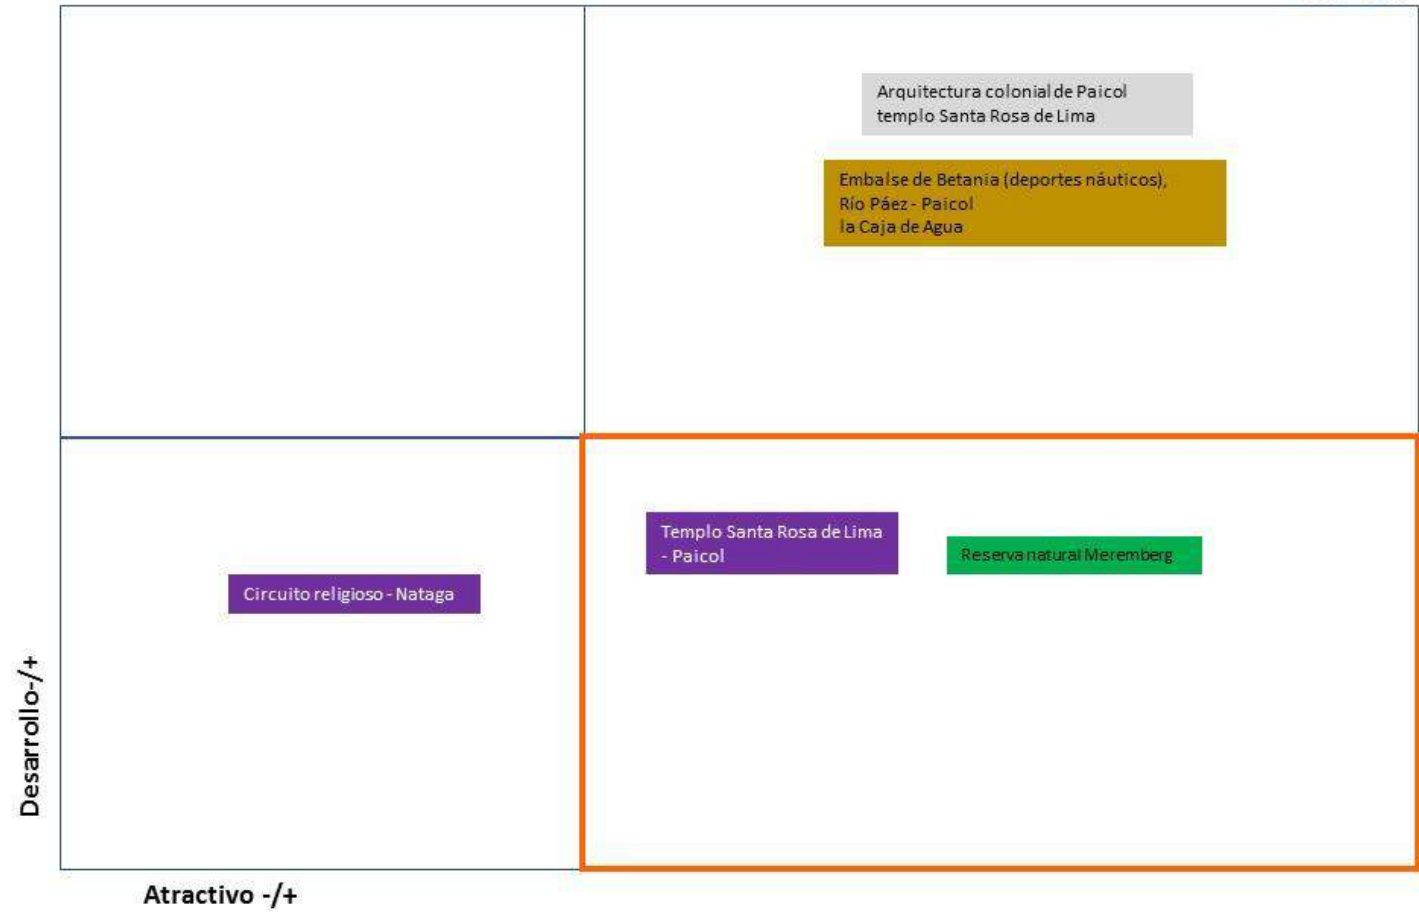 Arquitectura colonial de Paicol
templo Santa Rosa de Lima
Embalse de Betania (deportes náuticos),
Río Páez - Paicol
la Caja de Agua
Templo Santa Rosa de Lima
- Paicol
Reserva natural Meremberg
Circuito religioso - Nataga
Desarrollo-/+
Atractivo -/+